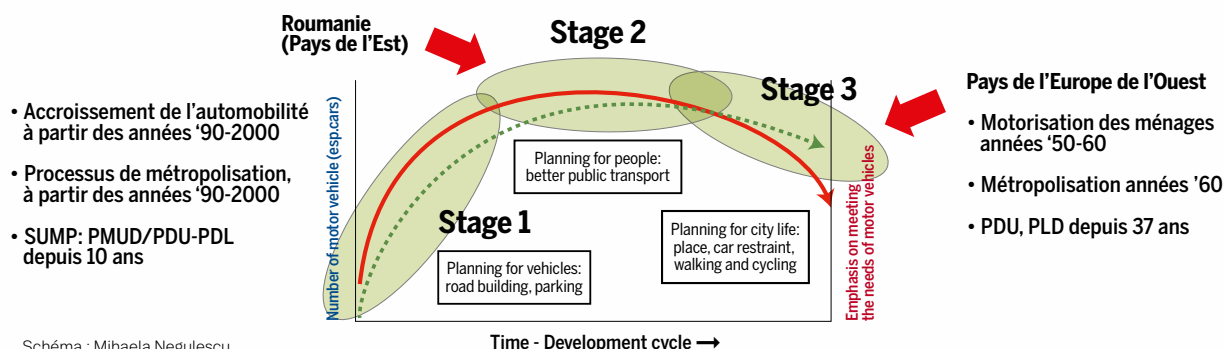 Roumanie
(Pays de l’Est)
Stage 2
Stage 3
Pays de l’Europe de l’Ouest
• Accroissement de l’automobilité
à partir des années ‘90-2000
• Processus de métropolisation,
à partir des années ‘90-2000
• SUMP: PMUD/PDU-PDL
depuis 10 ans
Number of motor vehicle (esp.cars)
Stage 1
Planning for vehicles:
road building, parking
Planning for people:
better public transport
Planning for city life:
place, car restraint,
walking and cycling
Emphasis on meeting
the needs of motor vehicles
• Motorisation des ménages
années ‘50-60
• Métropolisation années ’60
• PDU, PLD depuis 37 ans
Time - Development cycle →
Schéma : Mihaela Negulescu